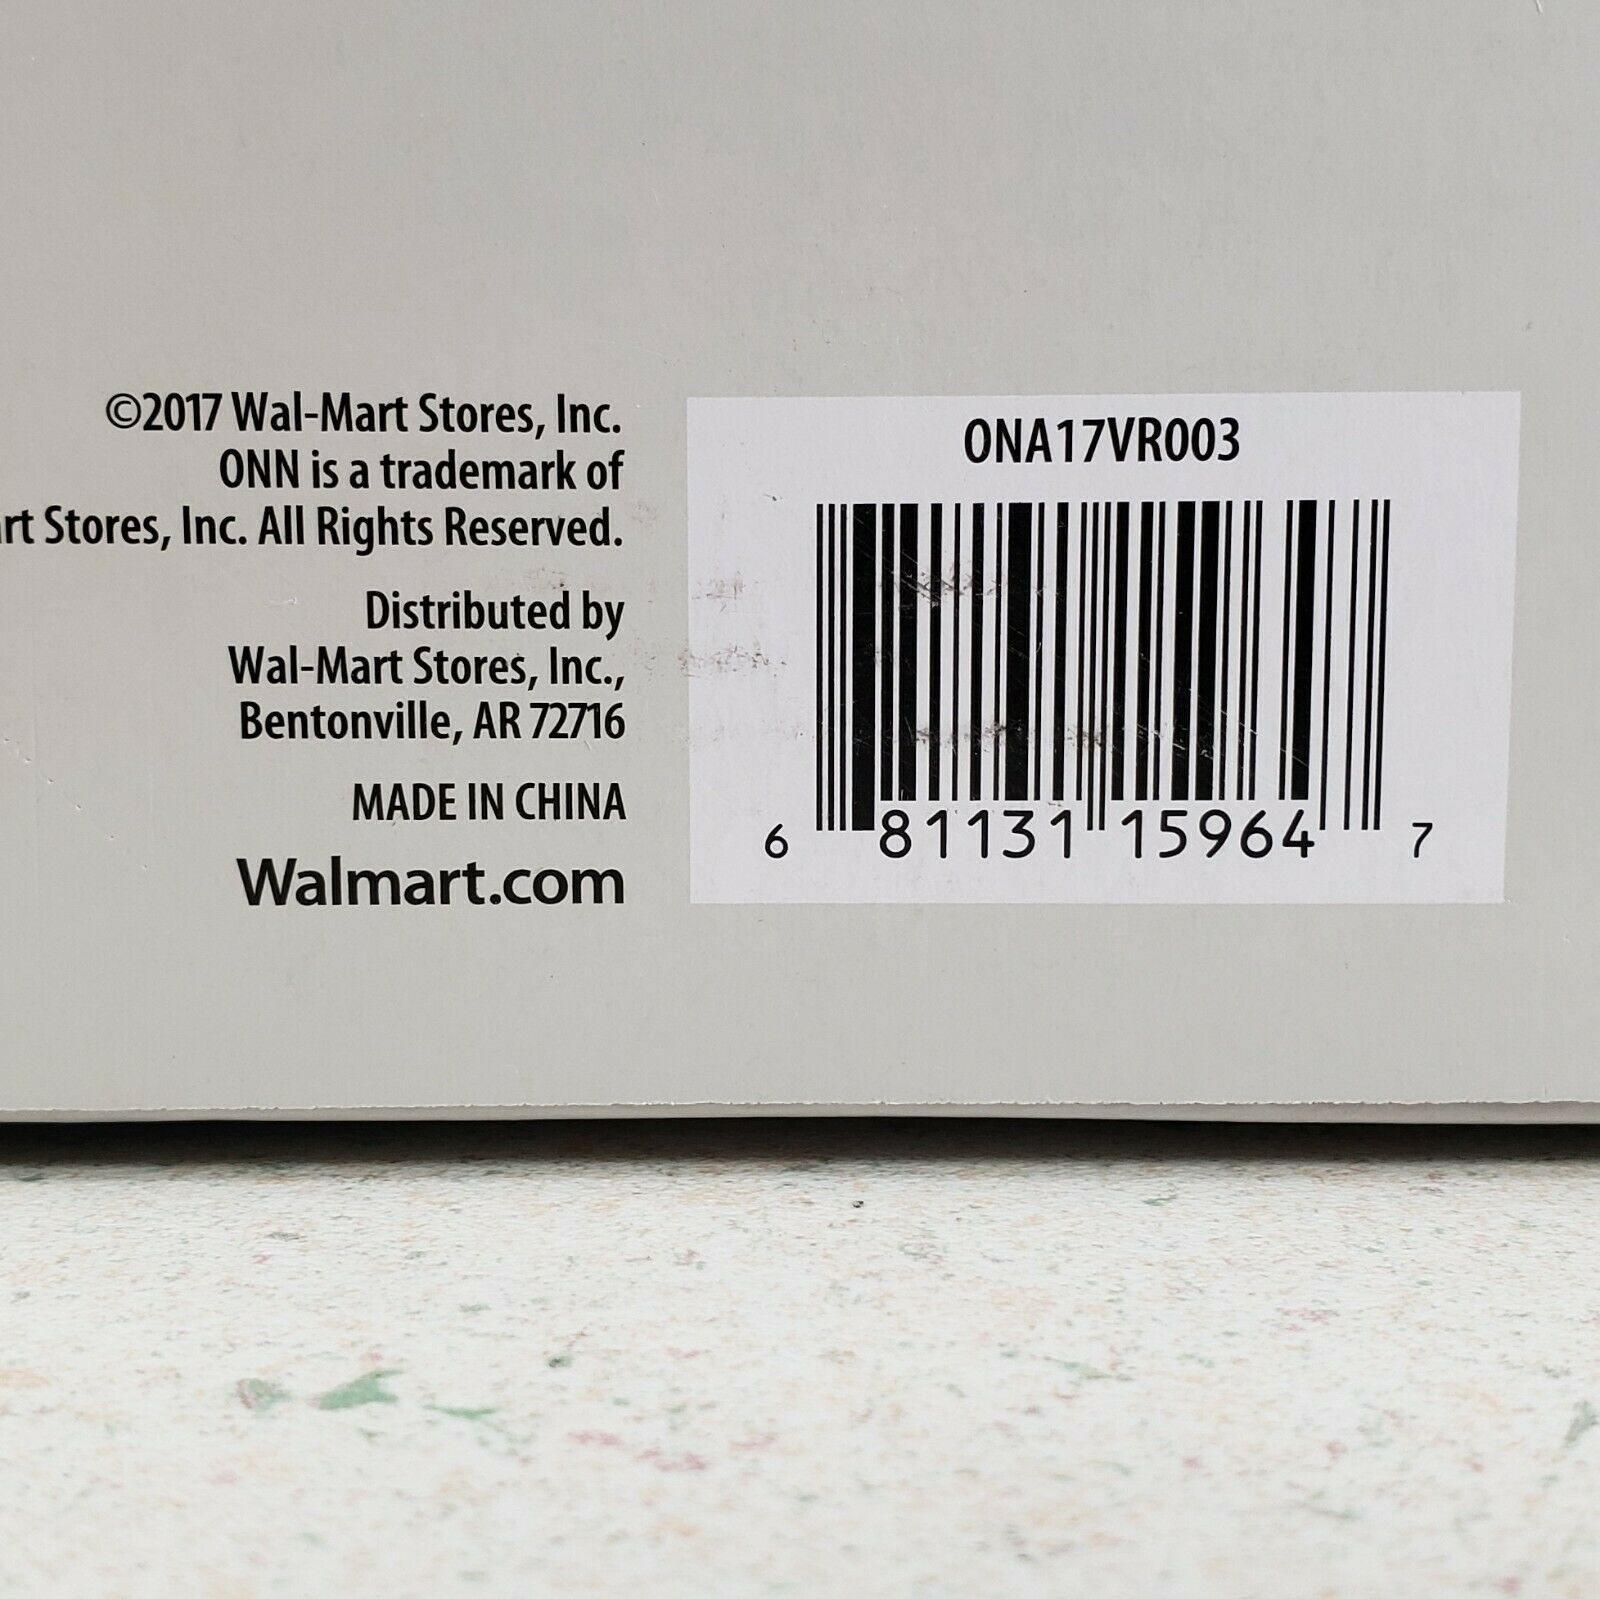 ©2017 Wal-Mart Stores, Inc.
ONN is a trademark of
art Stores, Inc. All Rights Reserved.
Distributed by
Wal-Mart Stores, Inc.,
Bentonville, AR 72716
MADE IN CHINA
Walmart.com
ONA17VR003
6 81131 15964 7